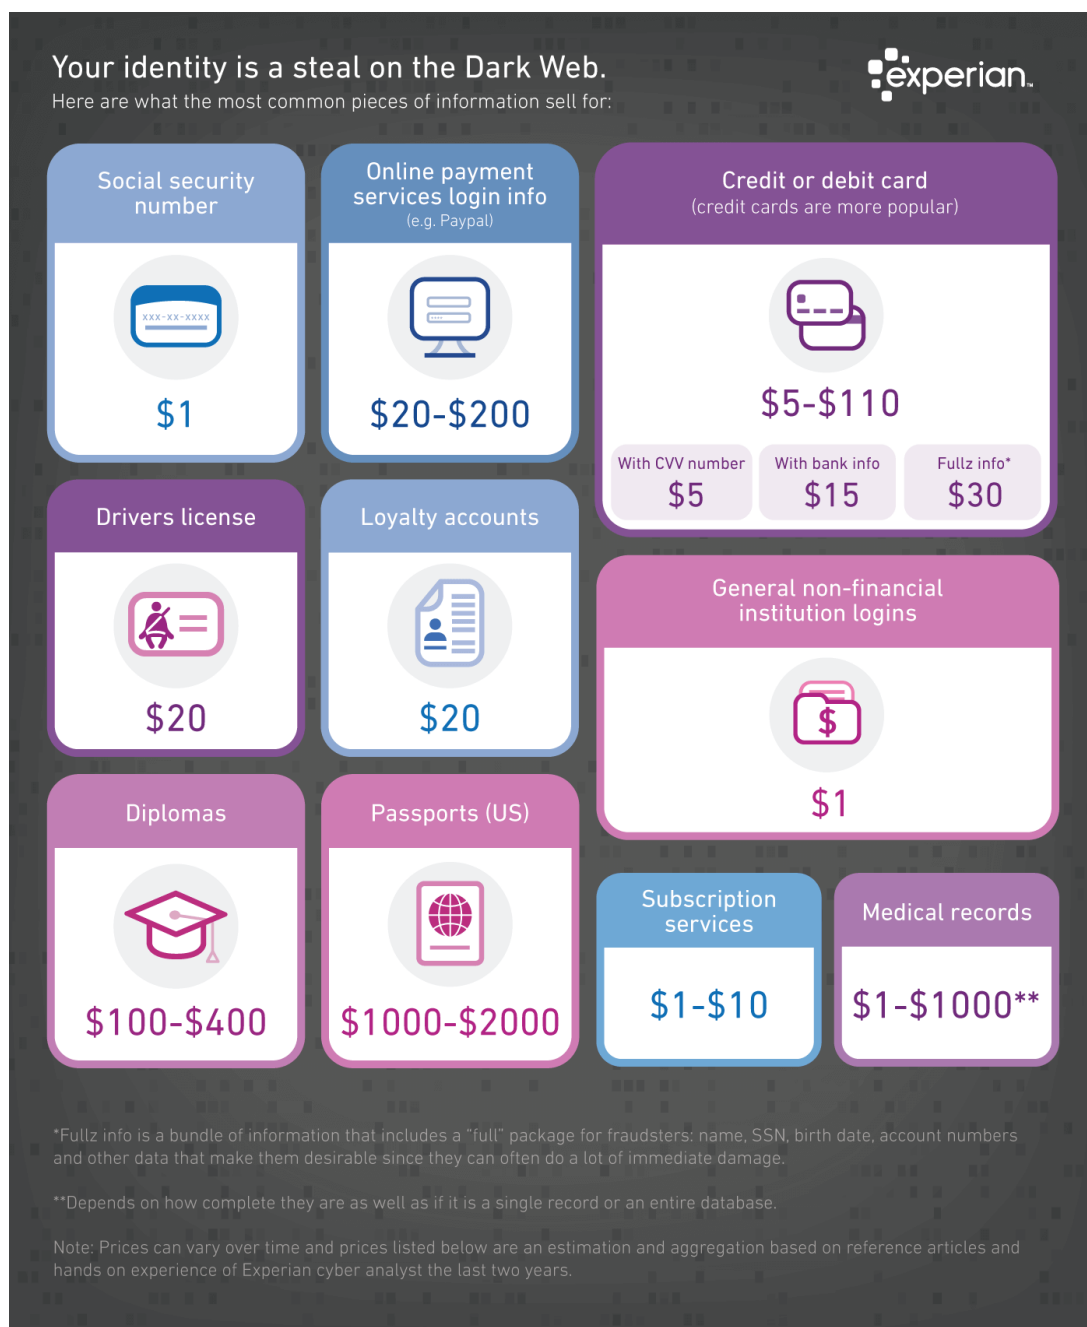 Your identity is a steal on the Dark Web.
Here are what the most common pieces of information sell for:
experian™
Social security
number
xxx-xx-xxxx
$1
Online payment
services login info
(e.g. Paypal)
$20-$200
Credit or debit card
(credit cards are more popular)
$5-$110
With CVV number
$5
With bank info
$15
Fullz info*
$30
Drivers license
$20
Loyalty accounts
$20
General non-financial
institution logins
$
$1
Diplomas
$100-$400
Passports (US)
$1000-$2000
Subscription
services
$1-$10
Medical records
$1-$1000**
*Fullz info is a bundle of information that includes a “full” package for fraudsters: name, SSN, birth date, account numbers
and other data that make them desirable since they can often do a lot of immediate damage.
**Depends on how complete they are as well as if it is a single record or an entire database.
Note: Prices can vary over time and prices listed below are an estimation and aggregation based on reference articles and
hands on experience of Experian cyber analyst the last two years.